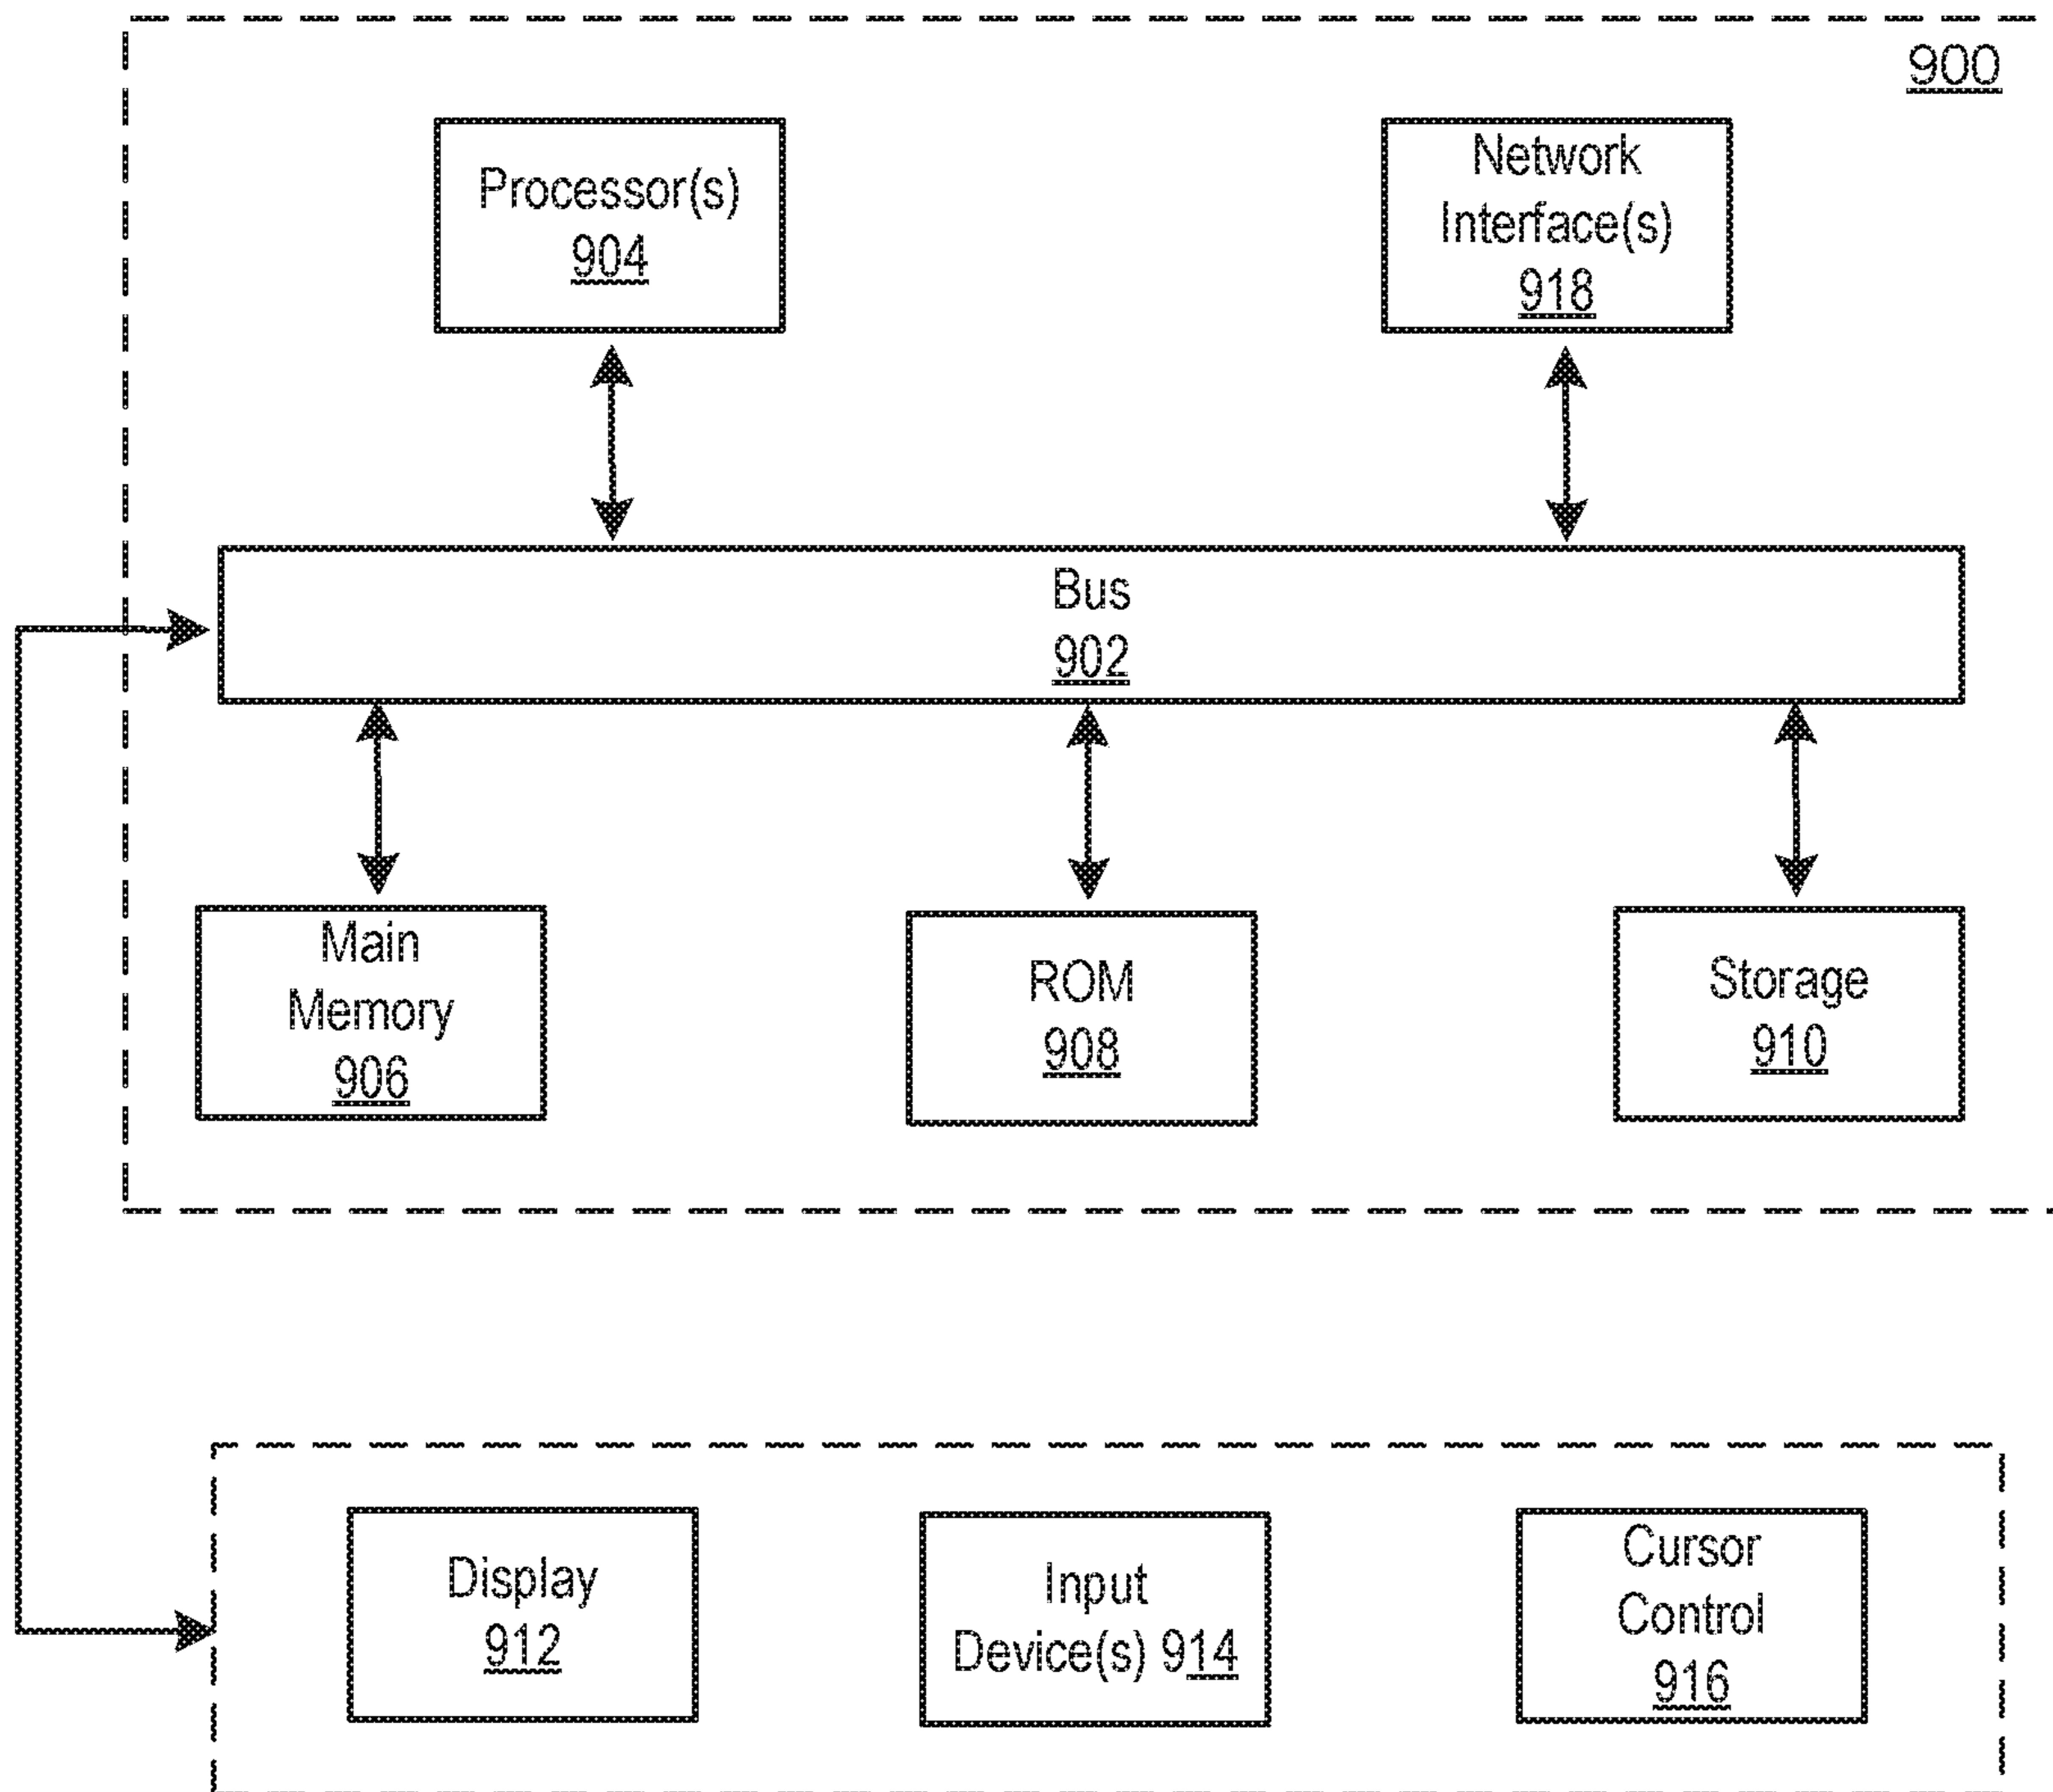 900
Processor(s)
904
Network
Interface(s)
918
Bus
902
Main
Memory
906
ROM
908
Storage
910
Display
912
Input
Device(s) 914
Cursor
Control
916